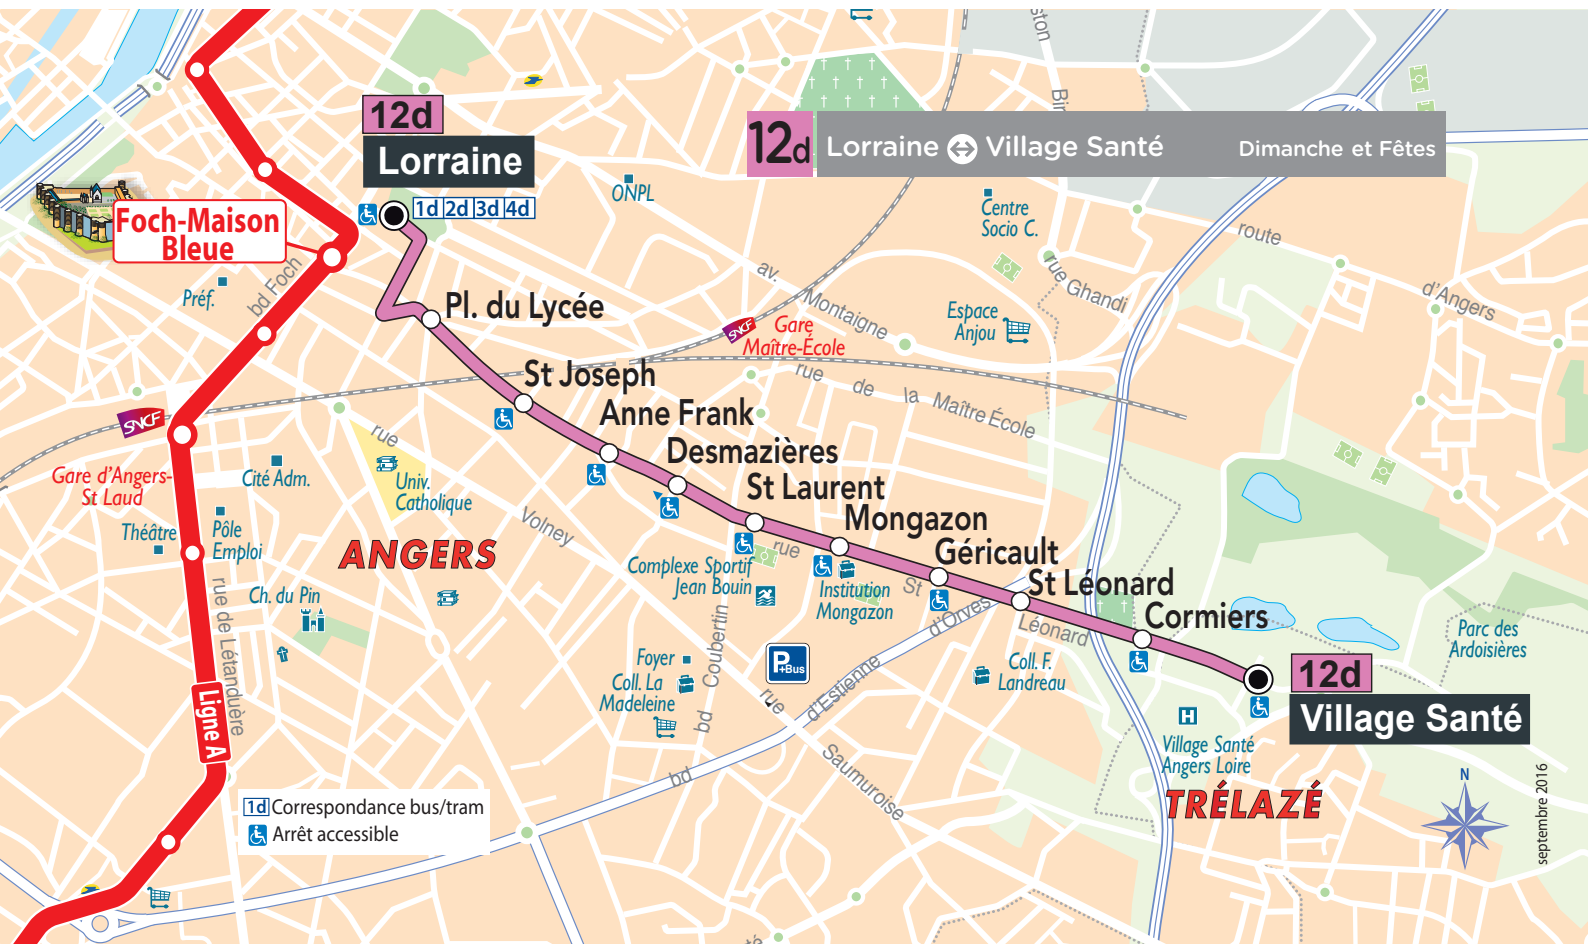 12d
Lorraine
1d 2d 3d 4d
12d Lorraine Village Santé Dimanche et Fêtes
Foch-Maison
Bleue
Préf.
bd Foch
ONPL
Centre
Socio C.
route
d'Angers
rue Ghandi
av. Montaigne
Espace
Anjou
Pl. du Lycée
SNCF
Gare
Maître-École
rue de la Maître École
St Joseph
Anne Frank
Desmazières
St Laurent
Mongazon
Géricault
St Léonard
Cormiers
SNCF
Gare d'Angers-
St Laud
Cité Adm.
rue Volney
Univ.
Catholique
Théâtre
Pôle
Emploi
ANGERS
Ch. du Pin
rue de Létanduère
Ligne A
Complexe Sportif
Jean Bouin
rue St Léonard
Institution
Mongazon
Foyer
Coll. La
Madeleine
bd Coubertin
P
+Bus
rue Saumuroise
bd d'Estienne d'Orves
Coll. F.
Landreau
Parc des
Ardoisières
12d
Village Santé
H
Village Santé
Angers Loire
TRÉLAZÉ
N
septembre 2016
1d Correspondance bus/tram
Arrêt accessible